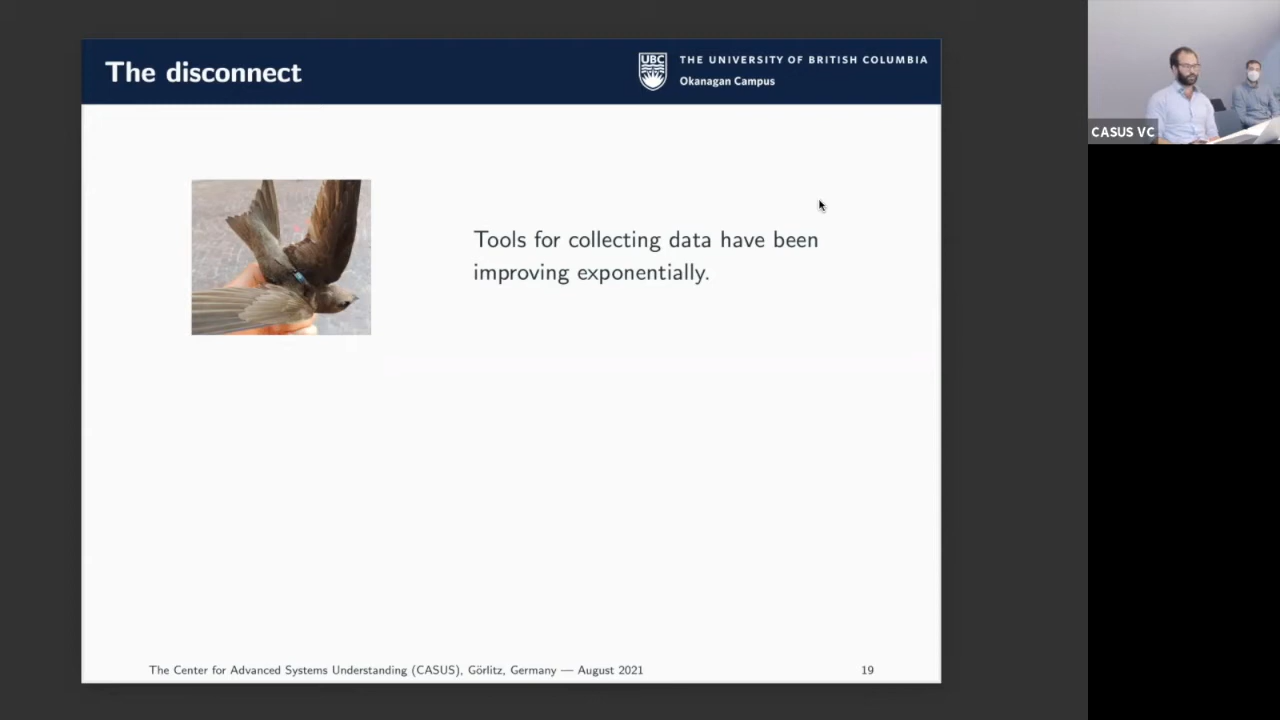 The disconnect
UBC
THE UNIVERSITY OF BRITISH COLUMBIA
Okanagan Campus
CASUS VC
Tools for collecting data have been
improving exponentially.
The Center for Advanced Systems Understanding (CASUS), Görlitz, Germany — August 2021
19